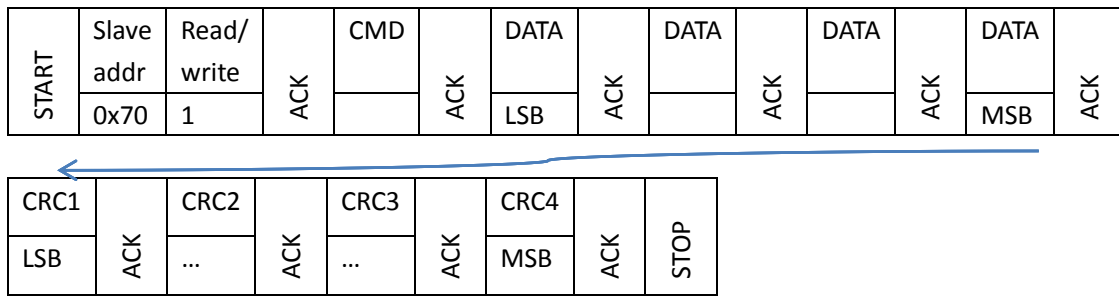 START Slave addr Read/ write ACK CMD ACK DATA ACK DATA ACK DATA ACK DATA ACK
0x70 1 LSB MSB
CRC1 ACK CRC2 ACK CRC3 ACK CRC4 ACK STOP
LSB ... ... MSB